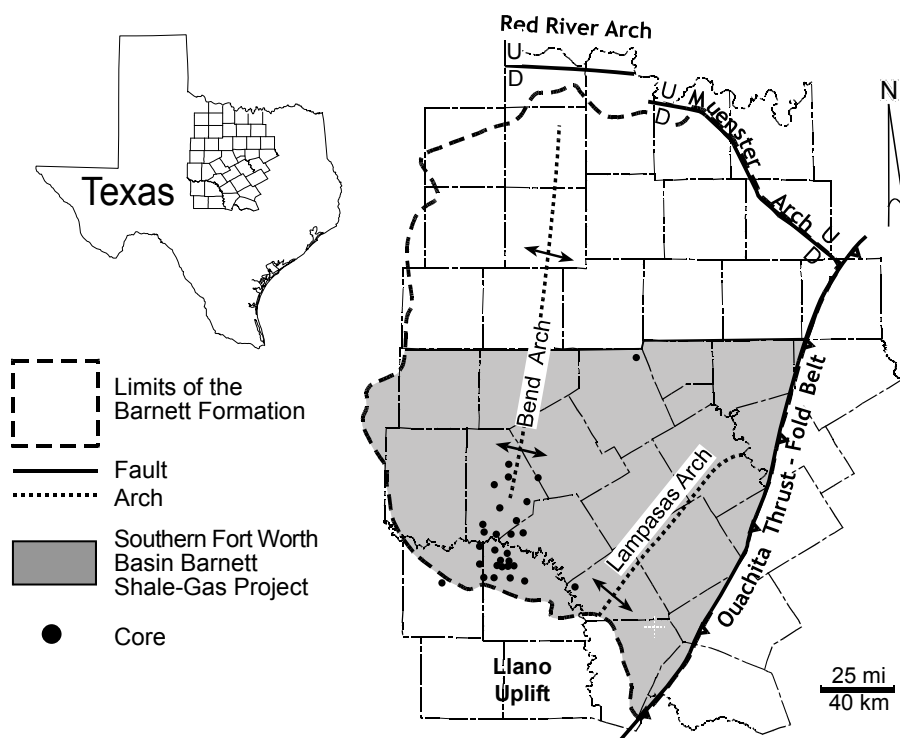 Red River Arch
U
D
U
D
Muenster
Arch
U
D
N
Texas
Bend Arch
Limits of the
Barnett Formation
Fault
Arch
Southern Fort Worth
Basin Barnett
Shale-Gas Project
Core
Lampasas Arch
Ouachita Thrust - Fold Belt
Llano
Uplift
25 mi
40 km